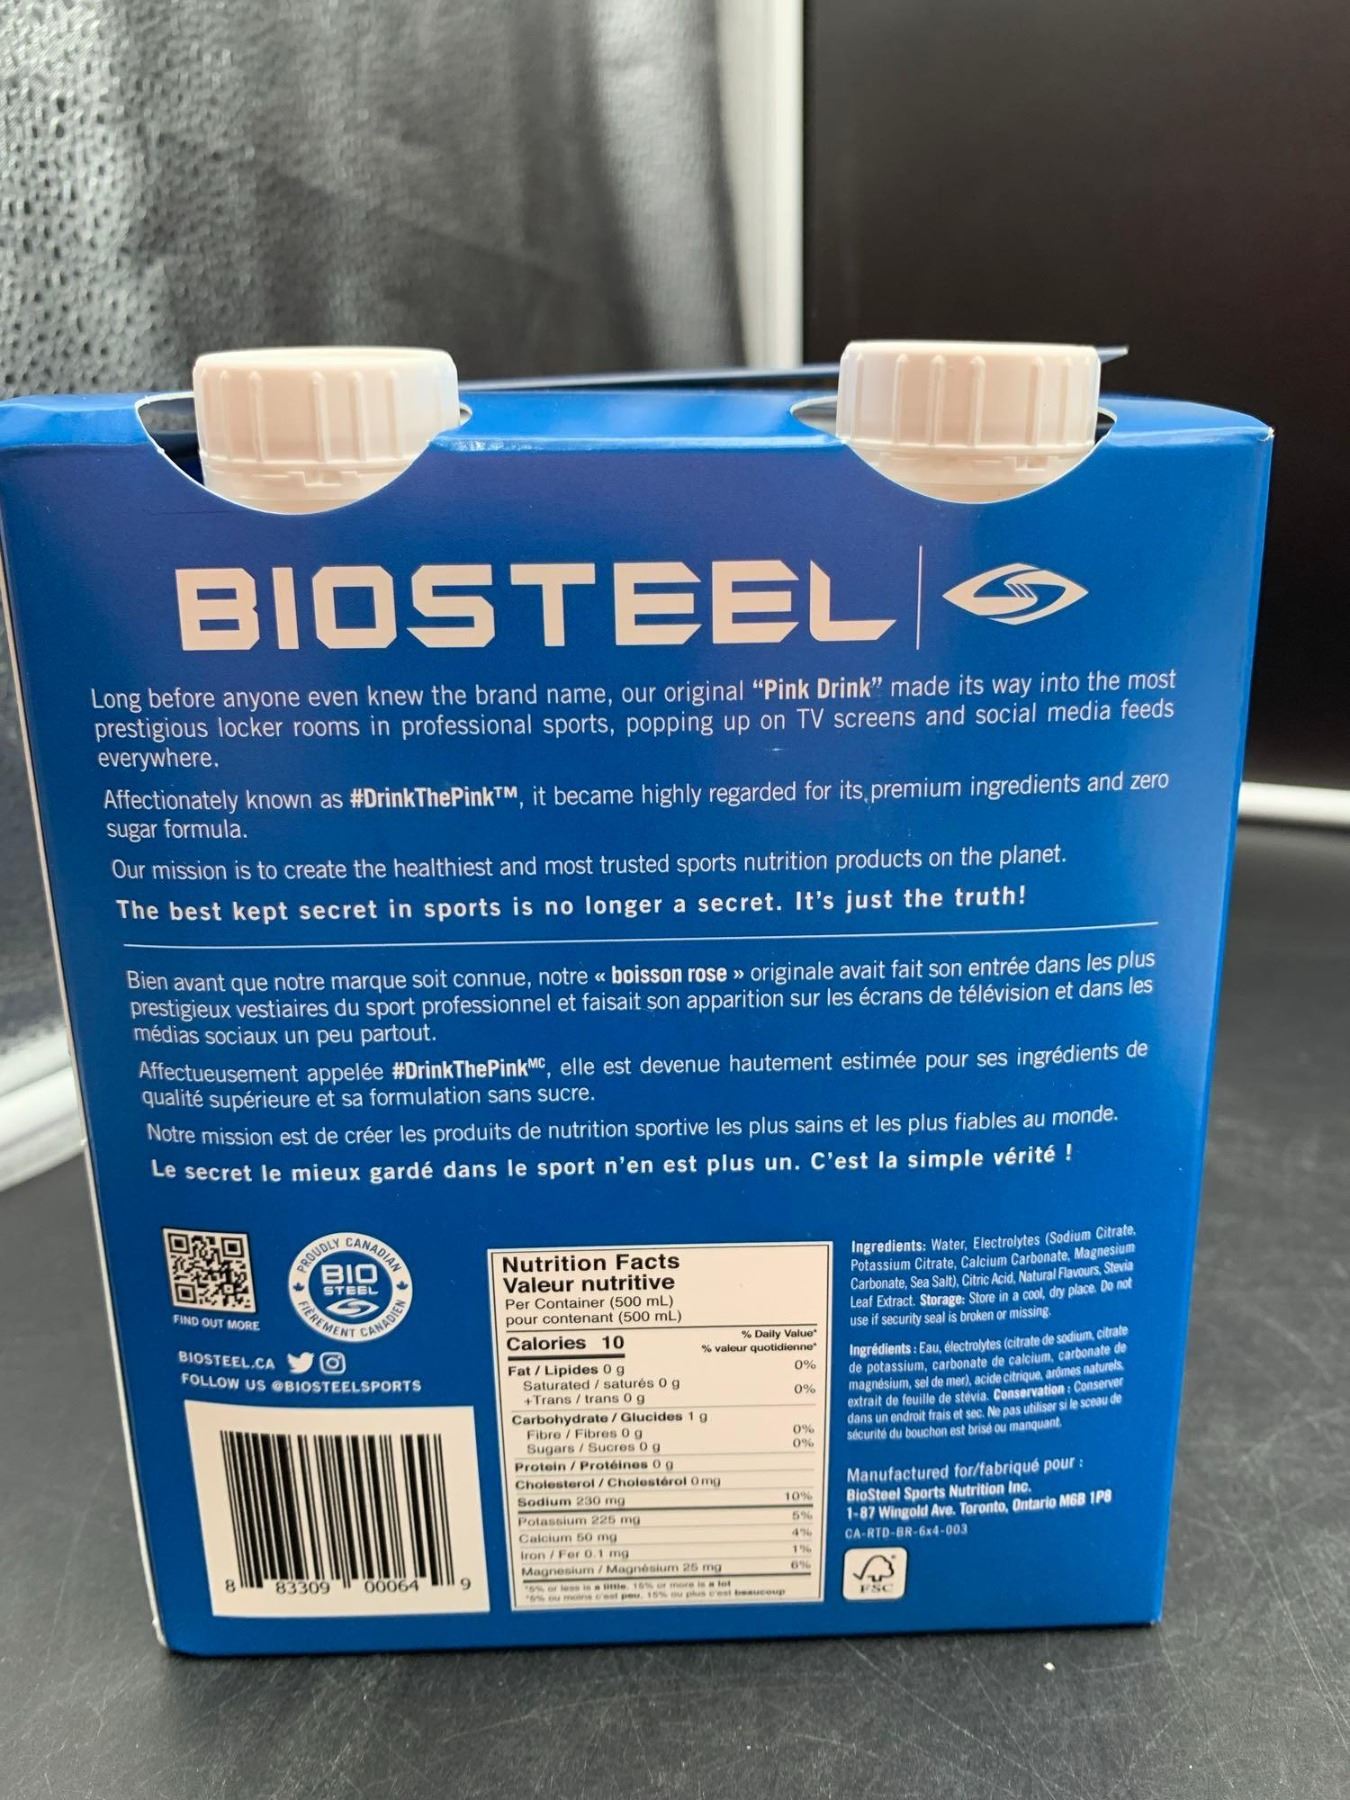 BIOSTEEL
Long before anyone even knew the brand name, our original “Pink Drink” made its way into the most
prestigious locker rooms in professional sports, popping up on TV screens and social media feeds
everywhere.
Affectionately known as #DrinkThePink™, it became highly regarded for its premium ingredients and zero
sugar formula.
Our mission is to create the healthiest and most trusted sports nutrition products on the planet.
The best kept secret in sports is no longer a secret. It's just the truth!
Bien avant que notre marque soit connue, notre « boisson rose » originale avait fait son entrée dans les plus
prestigieux vestiaires du sport professionnel et faisait son apparition sur les écrans de télévision et dans les
médias sociaux un peu partout.
Affectueusement appelée #DrinkThePinkMC, elle est devenue hautement estimée pour ses ingrédients de
qualité supérieure et sa formulation sans sucre.
Notre mission est de créer les produits de nutrition sportive les plus sains et les plus fiables au monde.
Le secret le mieux gardé dans le sport n'en est plus un. C'est la simple vérité !
FIND OUT MORE
PROUDLY CANADIAN
BIO
STEEL
FIÈREMENT CANADIEN
BIOSTEEL.CA
FOLLOW US @BIOSTEELSPORTS
8 83309 00064 9
Nutrition Facts
Valeur nutritive
Per Container (500 mL)
pour contenant (500 mL)
Calories 10
% Daily Value*
% valeur quotidienne*
Fat / Lipides 0 g 0%
Saturated / saturés 0 g
+Trans / trans 0 g 0%
Carbohydrate / Glucides 1 g
Fibre / Fibres 0 g 0%
Sugars / Sucres 0 g 0%
Protein / Protéines 0 g
Cholesterol / Cholestérol 0 mg
Sodium 230 mg 10%
Potassium 225 mg 5%
Calcium 50 mg 4%
Iron / Fer 0.1 mg 1%
Magnesium / Magnésium 25 mg 6%
*5% or less is a little, 15% or more is a lot
*5% ou moins c'est peu, 15% ou plus c'est beaucoup
Ingredients: Water, Electrolytes (Sodium Citrate,
Potassium Citrate, Calcium Carbonate, Magnesium
Carbonate, Sea Salt), Citric Acid, Natural Flavours, Stevia
Leaf Extract. Storage: Store in a cool, dry place. Do not
use if security seal is broken or missing.
Ingrédients : Eau, électrolytes (citrate de sodium, citrate
de potassium, carbonate de calcium, carbonate de
magnésium, sel de mer), acide citrique, arômes naturels,
extrait de feuille de stévia. Conservation : Conserver
dans un endroit frais et sec. Ne pas utiliser si le sceau de
sécurité du bouchon est brisé ou manquant.
Manufactured for/fabriqué pour :
BioSteel Sports Nutrition Inc.
1-87 Wingold Ave. Toronto, Ontario M6B 1P8
CA-RTD-BR-6x4-003
FSC